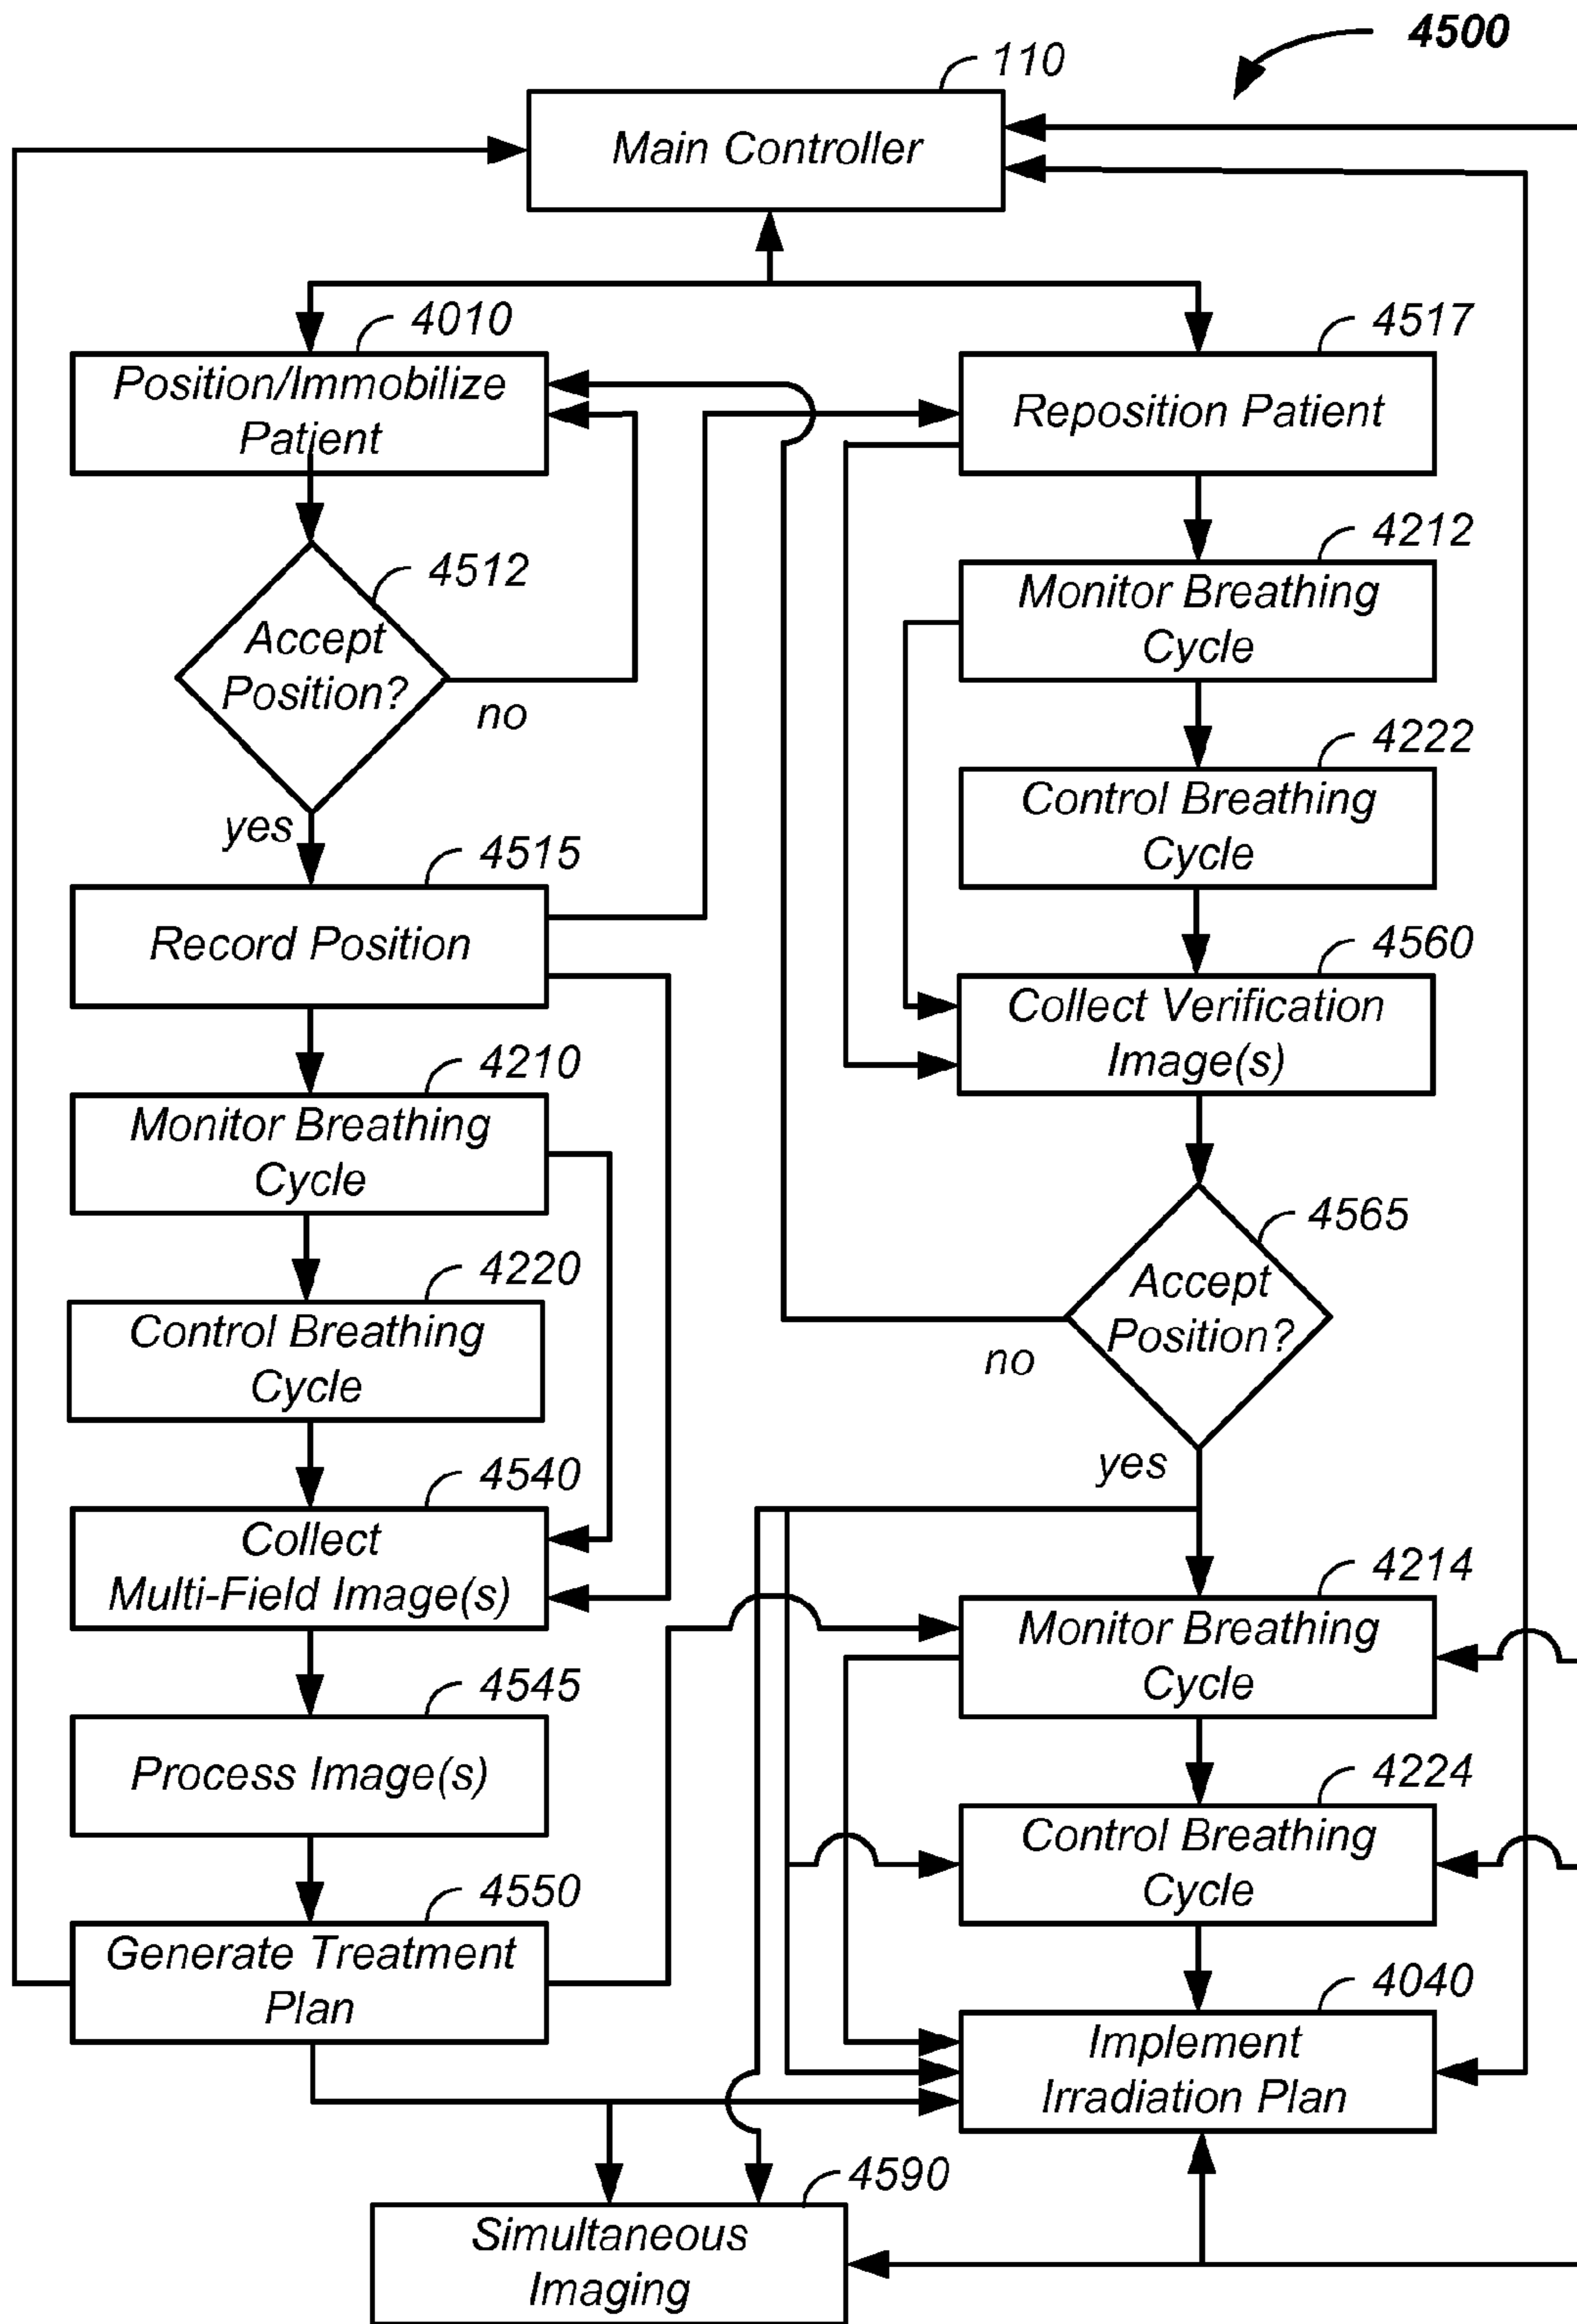 4500
110
Main Controller
4010
Position/Immobilize
Patient
4512
Accept
Position?
no
yes
4515
Record Position
4210
Monitor Breathing
Cycle
4220
Control Breathing
Cycle
4540
Collect
Multi-Field Image(s)
4545
Process Image(s)
4550
Generate Treatment
Plan
4517
Reposition Patient
4212
Monitor Breathing
Cycle
4222
Control Breathing
Cycle
4560
Collect Verification
Image(s)
4565
Accept
Position?
no
yes
4214
Monitor Breathing
Cycle
4224
Control Breathing
Cycle
4040
Implement
Irradiation Plan
4590
Simultaneous
Imaging